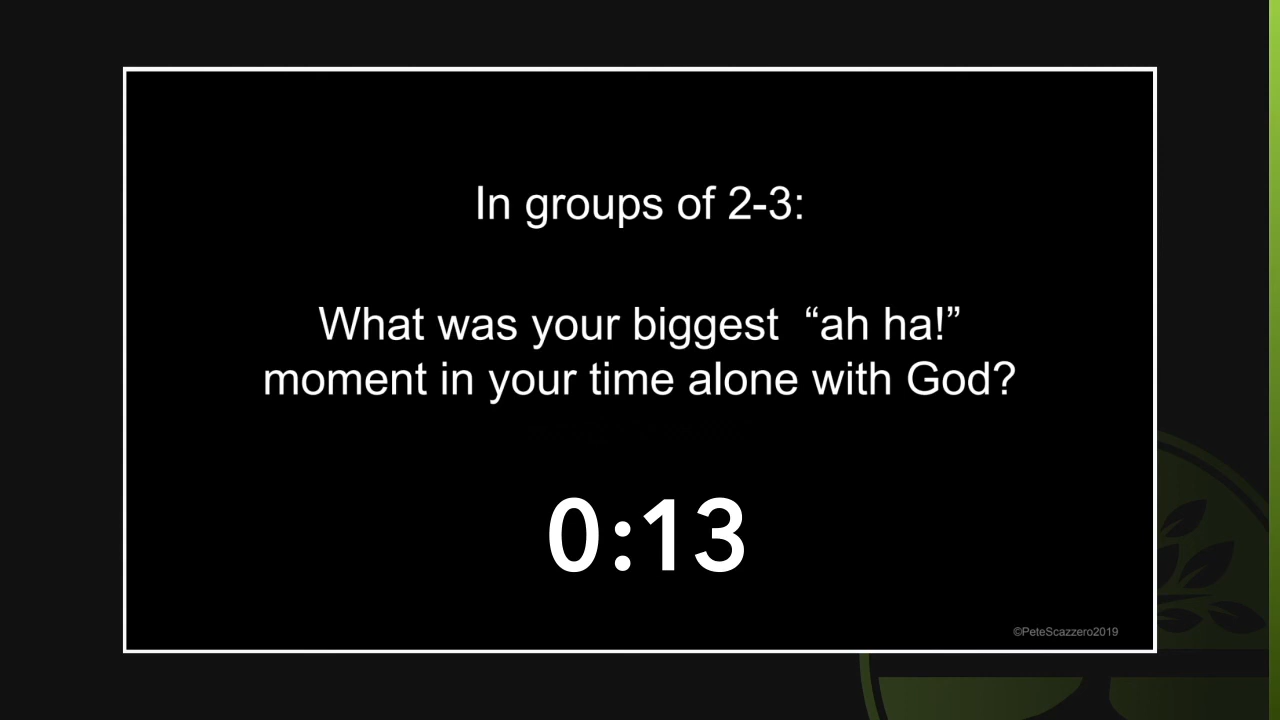 In groups of 2-3:
What was your biggest  “ah ha!”
moment in your time alone with God?
0:13
©PeteScazzero2019